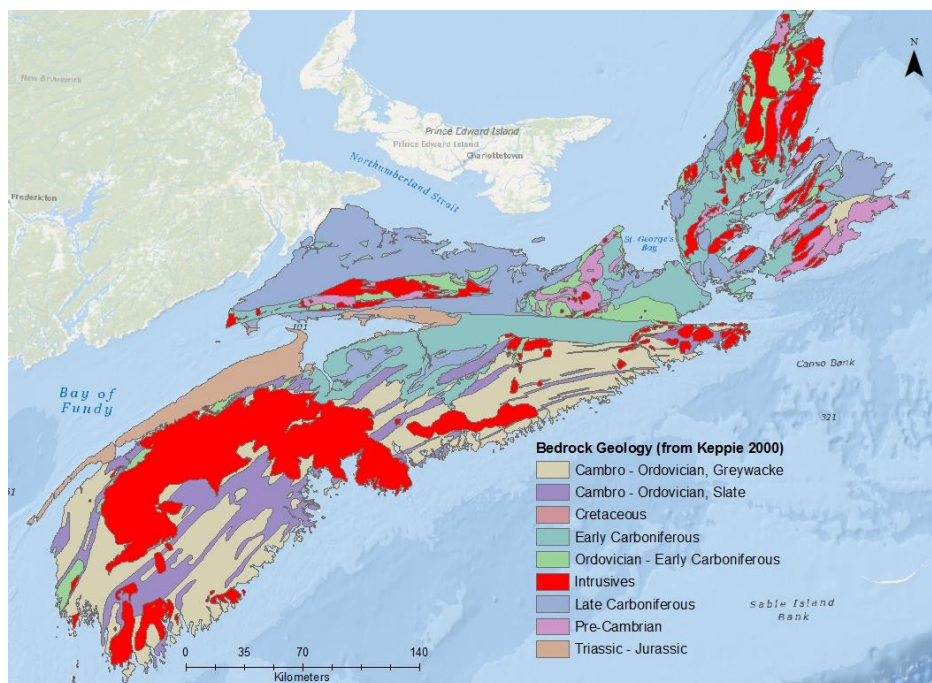 New Brunswick
N
Prince Edward Island
Prince Edward Island
Charlottetown
Northumberland Strait
Fredericton
St. George's
Bay
101
Bay of
Fundy
Canso Bank
321
Bedrock Geology (from Keppie 2000)
Cambro - Ordovician, Greywacke
Cambro - Ordovician, Slate
Cretaceous
Early Carboniferous
Ordovician - Early Carboniferous
Intrusives
Late Carboniferous
Pre-Cambrian
Triassic - Jurassic
Sable Island
Bank
0 35 70 140
Kilometers